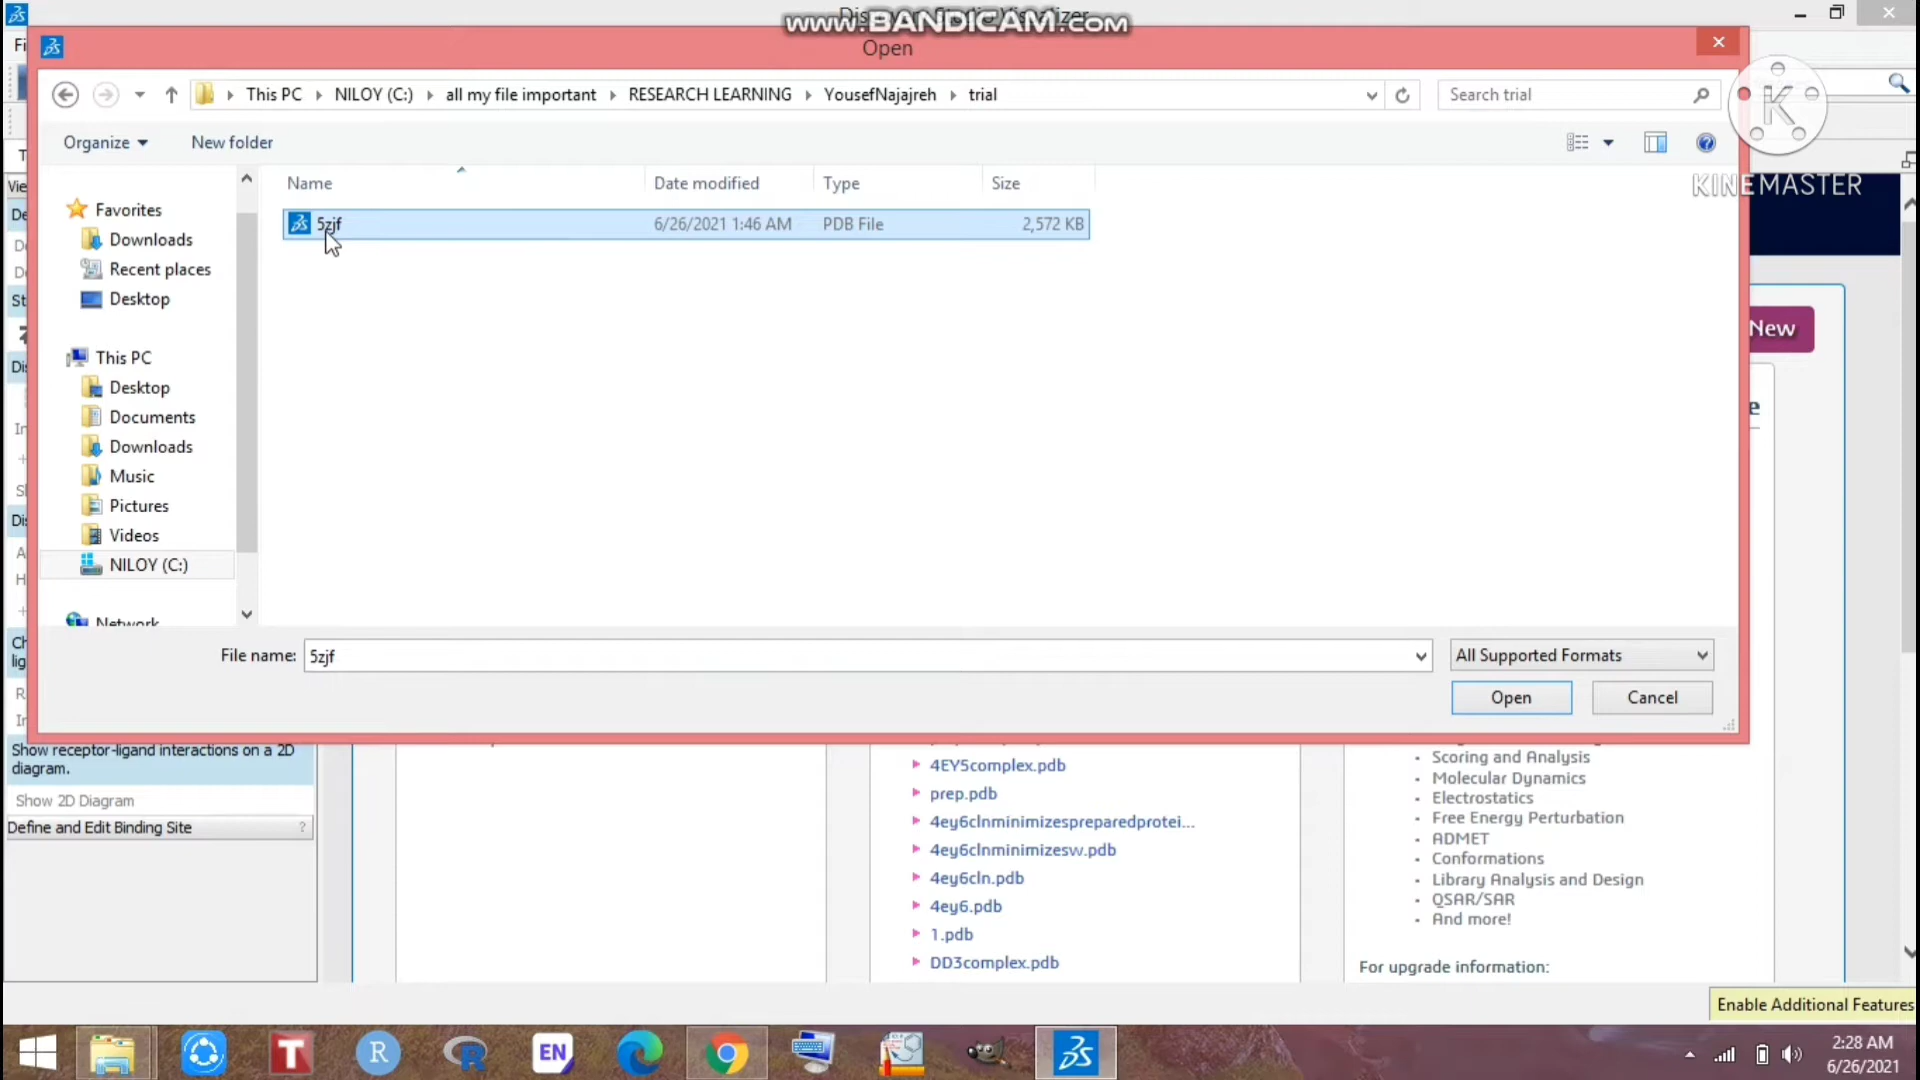 www.BANDICAM.com
Open
This PC
NILOY (C:)
all my file important
RESEARCH LEARNING
YousefNajajreh
trial
Search trial
K
KINEMASTER
Organize
New folder
Name
Date modified
Type
Size
5zjf
6/26/2021 1:46 AM
PDB File
2,572 KB
Favorites
Downloads
Recent places
Desktop
This PC
Desktop
Documents
Downloads
Music
Pictures
Videos
NILOY (C:)
Network
File name:
5zjf
All Supported Formats
Open
Cancel
New
Show receptor-ligand interactions on a 2D
diagram.
Show 2D Diagram
Define and Edit Binding Site
?
4EY5complex.pdb
prep.pdb
4ey6clnminimizespreparedprotei...
4ey6clnminimizesw.pdb
4ey6cln.pdb
4ey6.pdb
1.pdb
DD3complex.pdb
Scoring and Analysis
Molecular Dynamics
Electrostatics
Free Energy Perturbation
ADMET
Conformations
Library Analysis and Design
QSAR/SAR
And more!
For upgrade information:
Enable Additional Features
T
R
R
EN
2:28 AM
6/26/2021